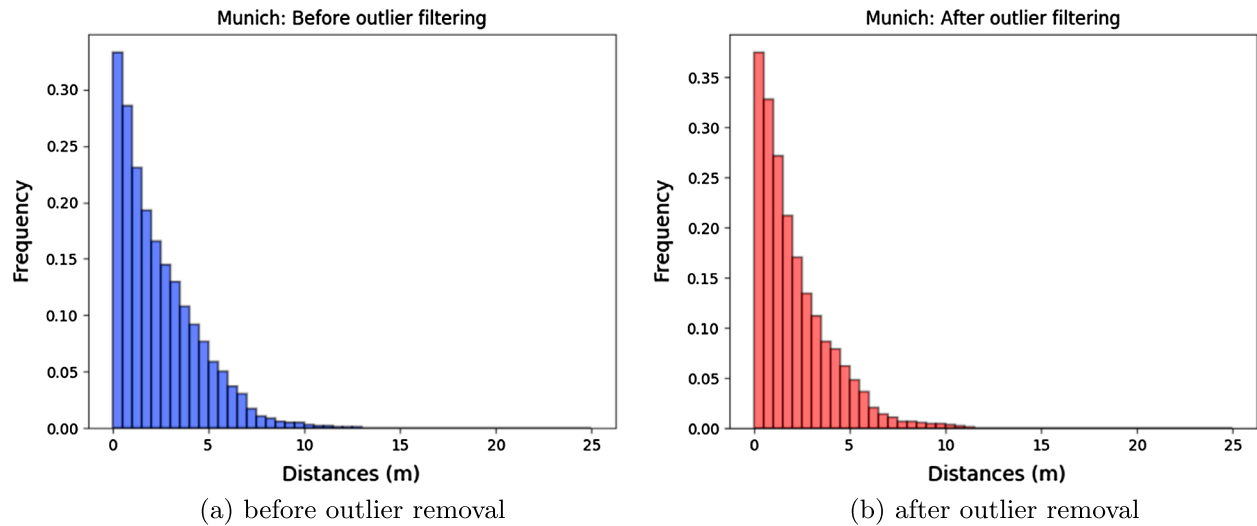 Munich: Before outlier filtering
0.30
0.25
0.20
0.15
0.10
0.05
0.00
Frequency
0 5 10 15 20 25
Distances (m)
(a) before outlier removal
Munich: After outlier filtering
0.35
0.30
0.25
0.20
0.15
0.10
0.05
0.00
Frequency
0 5 10 15 20 25
Distances (m)
(b) after outlier removal